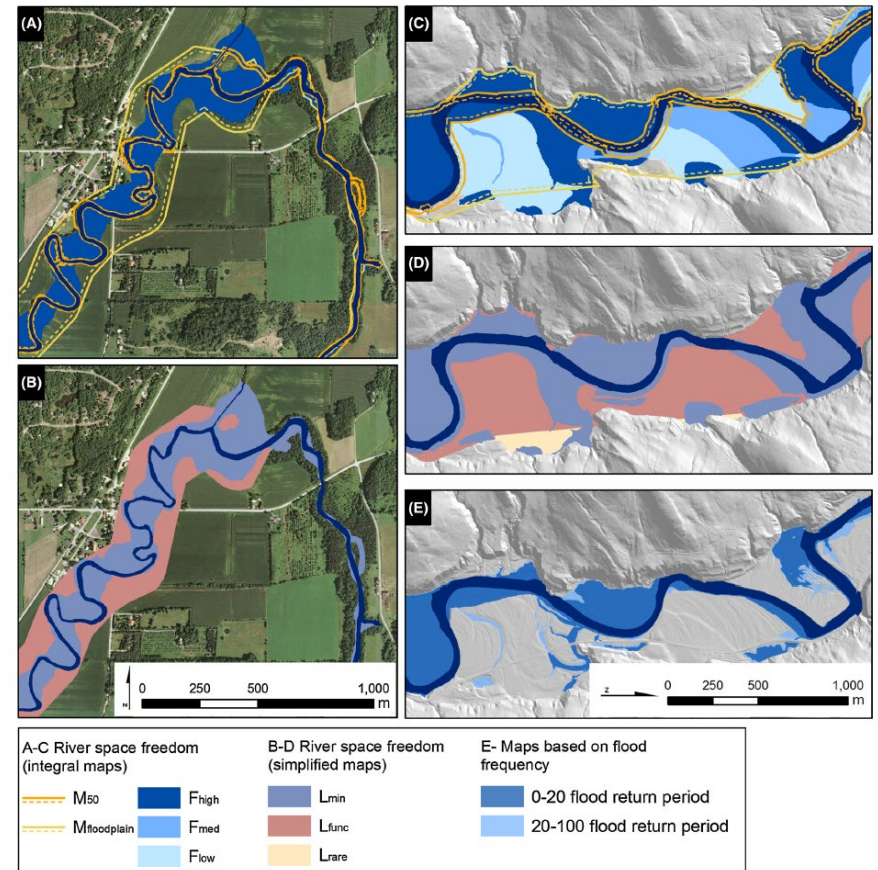 (A)
(C)
(D)
(B)
(E)
N
0 250 500 1,000
m
z
0 250 500 1,000
m
A-C River space freedom
(integral maps)
M50
Mfloodplain
Fhigh
Fmed
Flow
B-D River space freedom
(simplified maps)
Lmin
Lfunc
Lrare
E- Maps based on flood
frequency
0-20 flood return period
20-100 flood return period